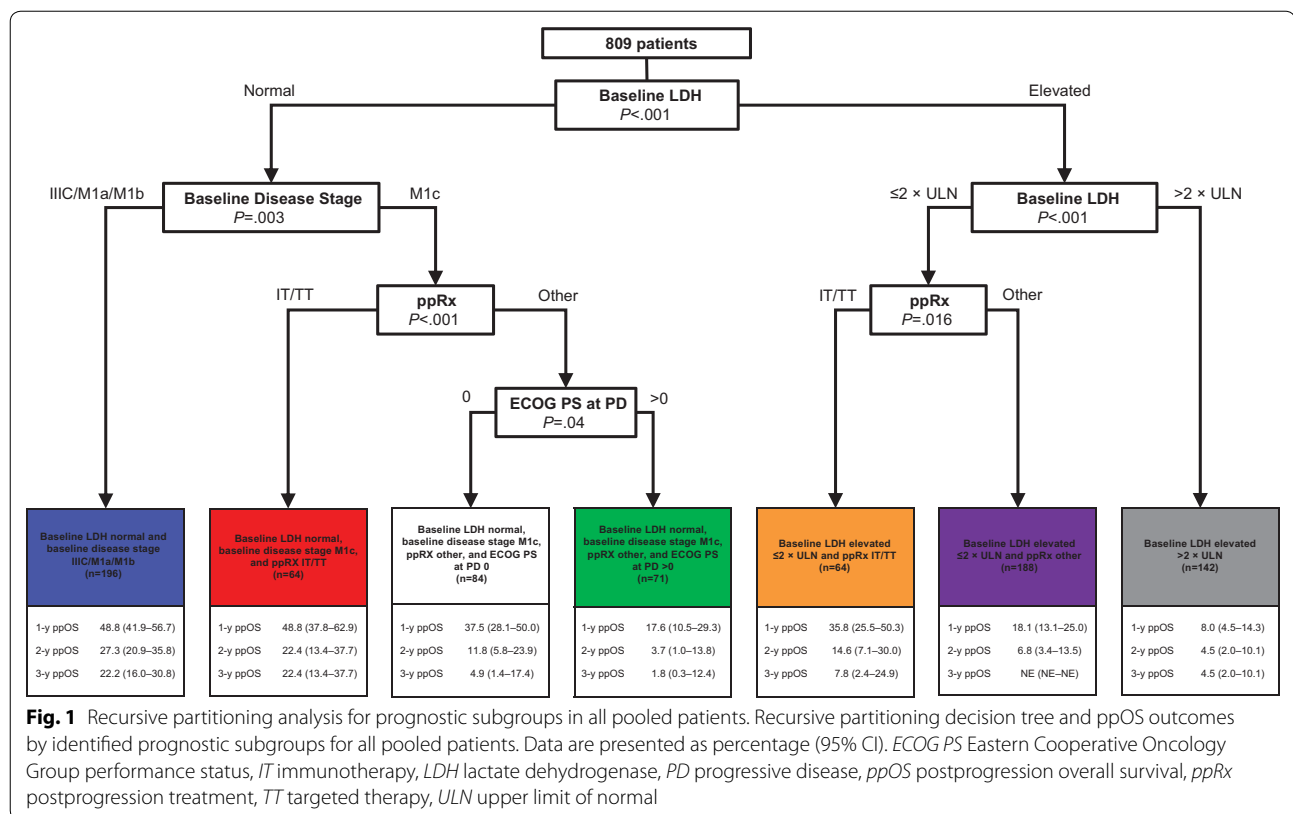 809 patients
Normal
Baseline LDH
P<.001
Elevated
IIIC/M1a/M1b
Baseline Disease Stage
P=.003
M1c
≤2 × ULN
Baseline LDH
P<.001
>2 × ULN
IT/TT
ppRx
P<.001
Other
IT/TT
ppRx
P=.016
Other
0
ECOG PS at PD
P=.04
>0
Baseline LDH normal and
baseline disease stage
IIIC/M1a/M1b
(n=196)
1-y ppOS 48.8 (41.9–56.7)
2-y ppOS 27.3 (20.9–35.8)
3-y ppOS 22.2 (16.0–30.8)
Baseline LDH normal,
baseline disease stage M1c,
and ppRX IT/TT
(n=64)
1-y ppOS 48.8 (37.8–62.9)
2-y ppOS 22.4 (13.4–37.7)
3-y ppOS 22.4 (13.4–37.7)
Baseline LDH normal,
baseline disease stage M1c,
ppRX other, and ECOG PS
at PD 0
(n=84)
1-y ppOS 37.5 (28.1–50.0)
2-y ppOS 11.8 (5.8–23.9)
3-y ppOS 4.9 (1.4–17.4)
Baseline LDH normal,
baseline disease stage M1c,
ppRX other, and ECOG PS
at PD >0
(n=71)
1-y ppOS 17.6 (10.5–29.3)
2-y ppOS 3.7 (1.0–13.8)
3-y ppOS 1.8 (0.3–12.4)
Baseline LDH elevated
≤2 × ULN and ppRx IT/TT
(n=64)
1-y ppOS 35.8 (25.5–50.3)
2-y ppOS 14.6 (7.1–30.0)
3-y ppOS 7.8 (2.4–24.9)
Baseline LDH elevated
≤2 × ULN and ppRx other
(n=188)
1-y ppOS 18.1 (13.1–25.0)
2-y ppOS 6.8 (3.4–13.5)
3-y ppOS NE (NE–NE)
Baseline LDH elevated
>2 × ULN
(n=142)
1-y ppOS 8.0 (4.5–14.3)
2-y ppOS 4.5 (2.0–10.1)
3-y ppOS 4.5 (2.0–10.1)
Fig. 1 Recursive partitioning analysis for prognostic subgroups in all pooled patients. Recursive partitioning decision tree and ppOS outcomes
by identified prognostic subgroups for all pooled patients. Data are presented as percentage (95% CI). ECOG PS Eastern Cooperative Oncology
Group performance status, IT immunotherapy, LDH lactate dehydrogenase, PD progressive disease, ppOS postprogression overall survival, ppRx
postprogression treatment, TT targeted therapy, ULN upper limit of normal